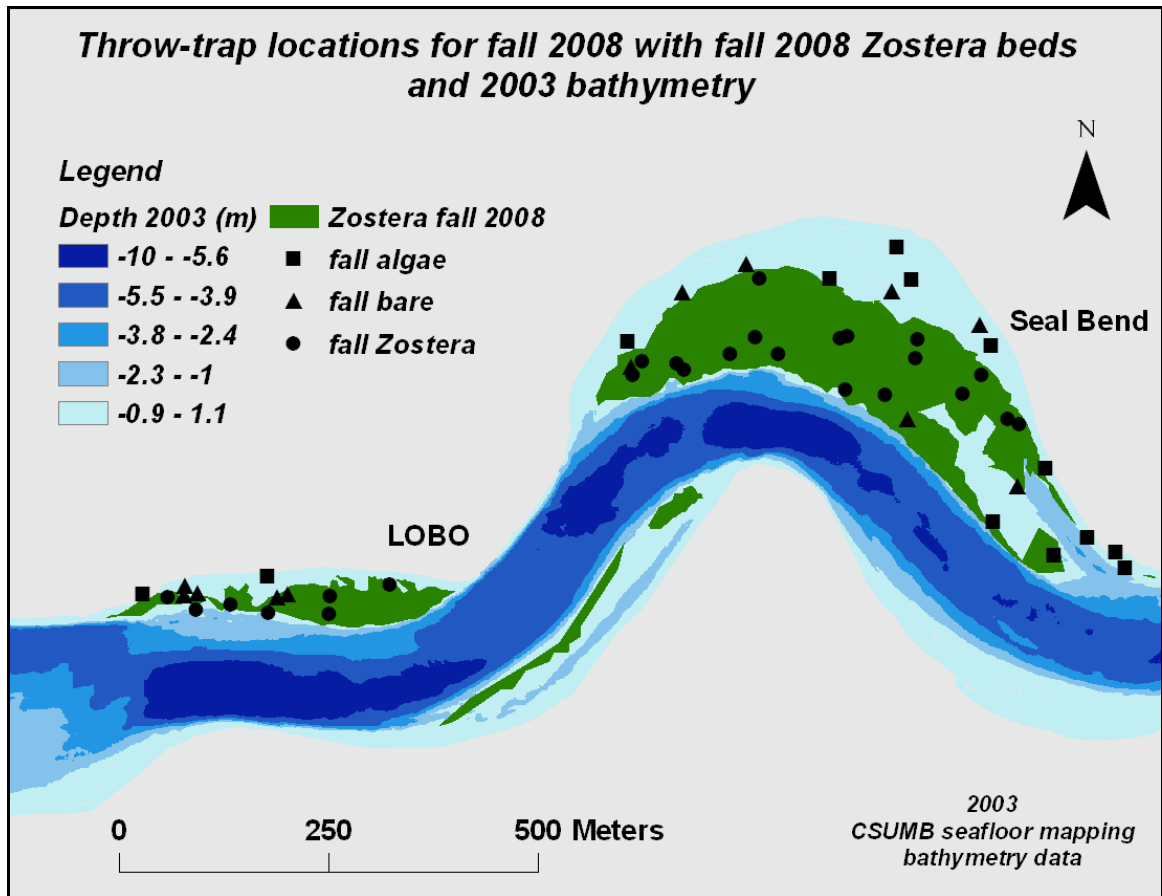 Throw-trap locations for fall 2008 with fall 2008 Zostera beds
and 2003 bathymetry
N
Legend
Depth 2003 (m)
-10 - -5.6
-5.5 - -3.9
-3.8 - -2.4
-2.3 - -1
-0.9 - 1.1
Zostera fall 2008
fall algae
fall bare
fall Zostera
Seal Bend
LOBO
0 250 500 Meters
2003
CSUMB seafloor mapping
bathymetry data